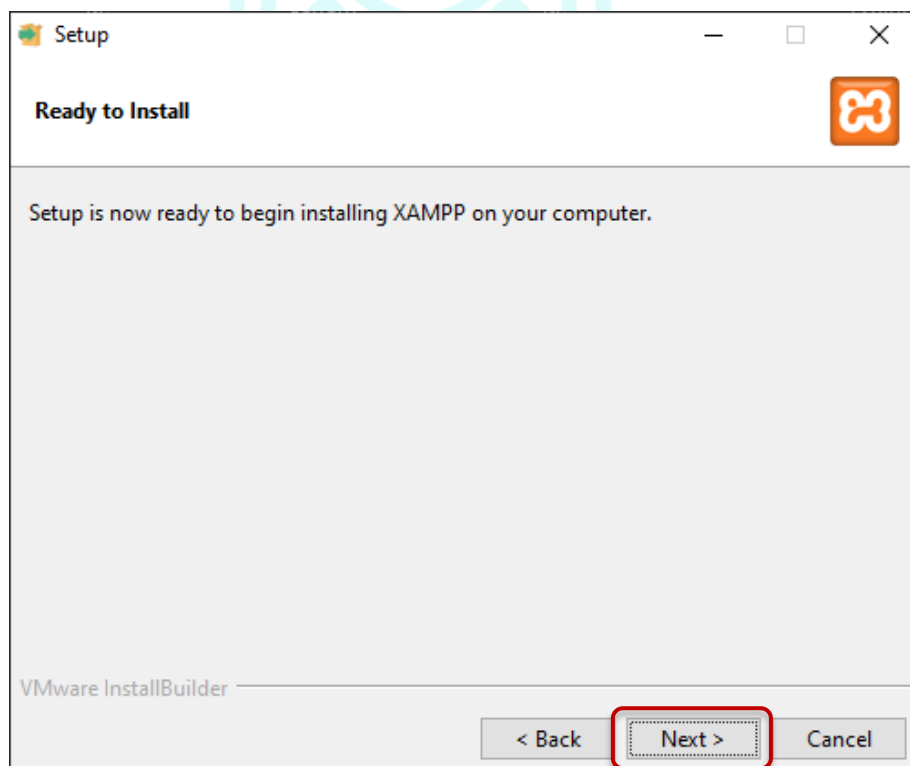 Setup
Ready to Install
Setup is now ready to begin installing XAMPP on your computer.
VMware InstallBuilder
< Back Next > Cancel